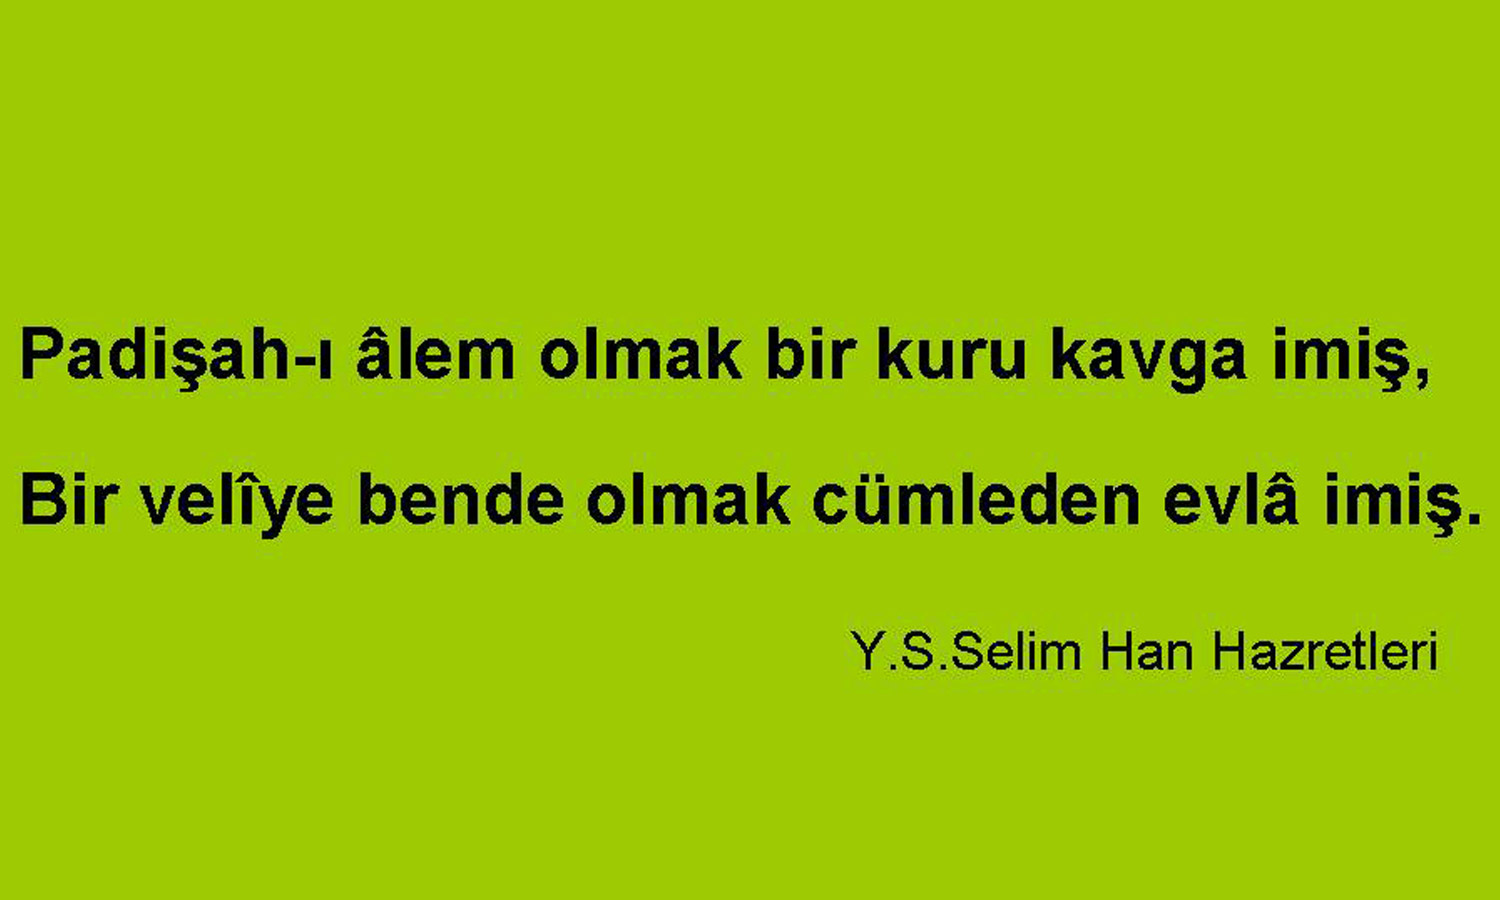 Padişah-ı âlem olmak bir kuru kavga imiş,
Bir velîye bende olmak cümleden evlâ imiş.
Y.S.Selim Han Hazretleri